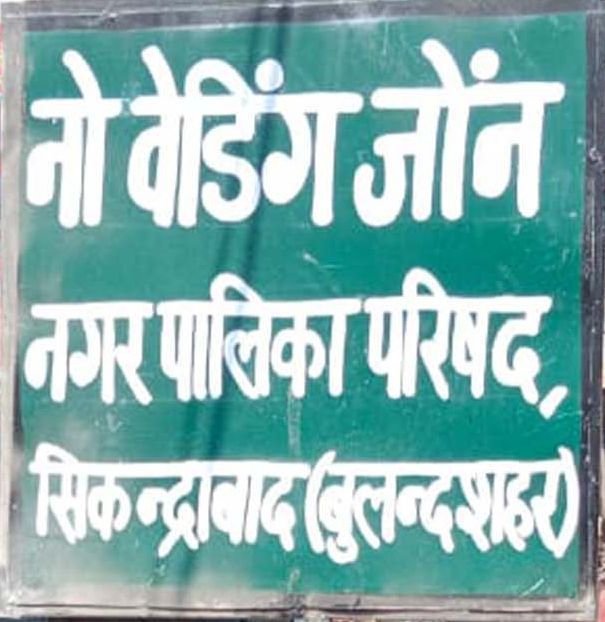 नो वेडिंग जोंन
नगर पालिका परिषद,
सिकन्द्राबाद (बुलन्दशहर)